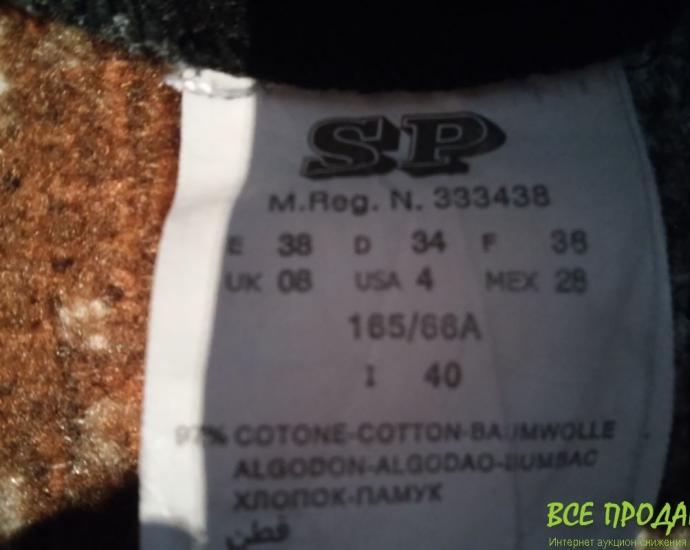 SP
M.Reg. N. 333438
E 38 D 34 F 38
UK 08 USA 4 MEX 28
165/66A
I 40
97% COTONE-COTTON-BAUMWOLLE
ALGODON-ALGODAO-BUMBAC
ХЛОПОК-ПАМУК
قطن
ВСЕ ПРОДА
Интернет аукцион снижения